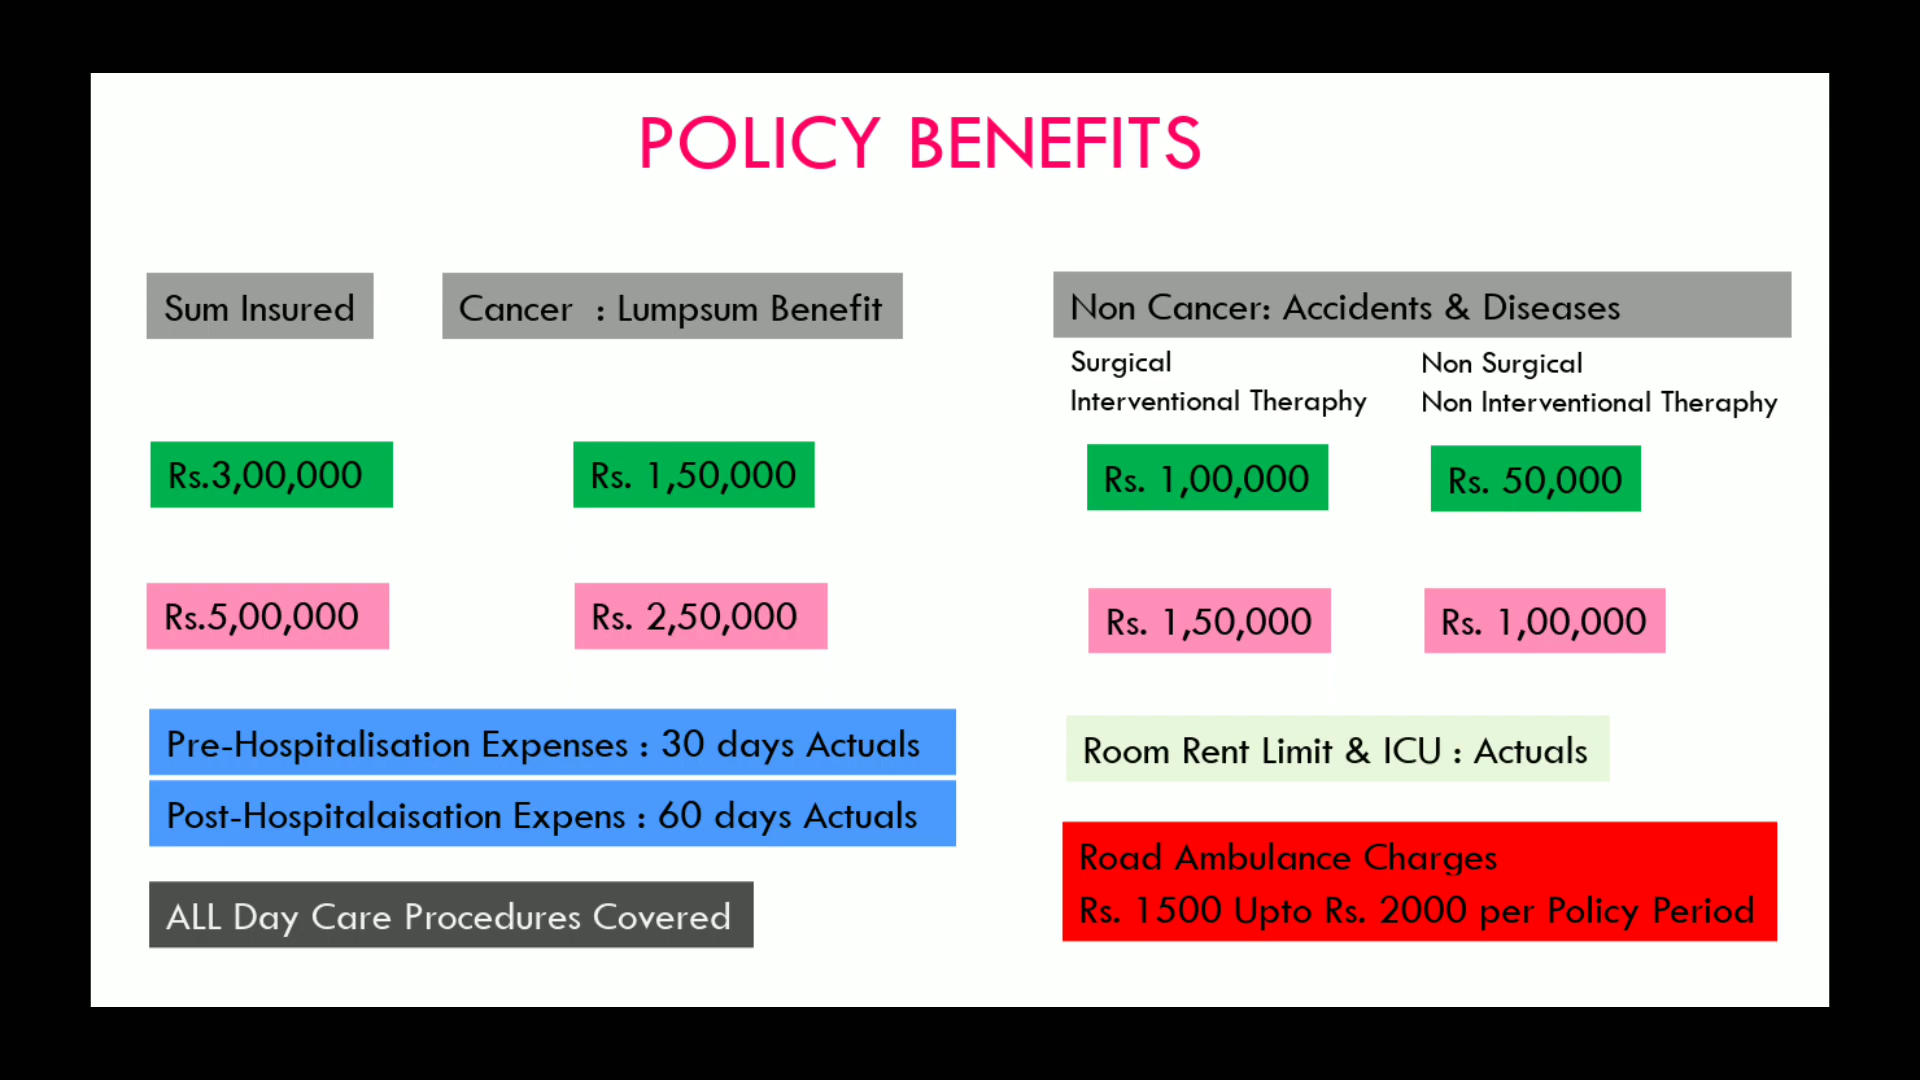 POLICY BENEFITS
Sum Insured
Cancer : Lumpsum Benefit
Non Cancer: Accidents & Diseases
Surgical
Interventional Theraphy
Non Surgical
Non Interventional Theraphy
Rs.3,00,000
Rs. 1,50,000
Rs. 1,00,000
Rs. 50,000
Rs.5,00,000
Rs. 2,50,000
Rs. 1,50,000
Rs. 1,00,000
Pre-Hospitalisation Expenses : 30 days Actuals
Post-Hospitalaisation Expens : 60 days Actuals
ALL Day Care Procedures Covered
Room Rent Limit & ICU : Actuals
Road Ambulance Charges
Rs. 1500 Upto Rs. 2000 per Policy Period